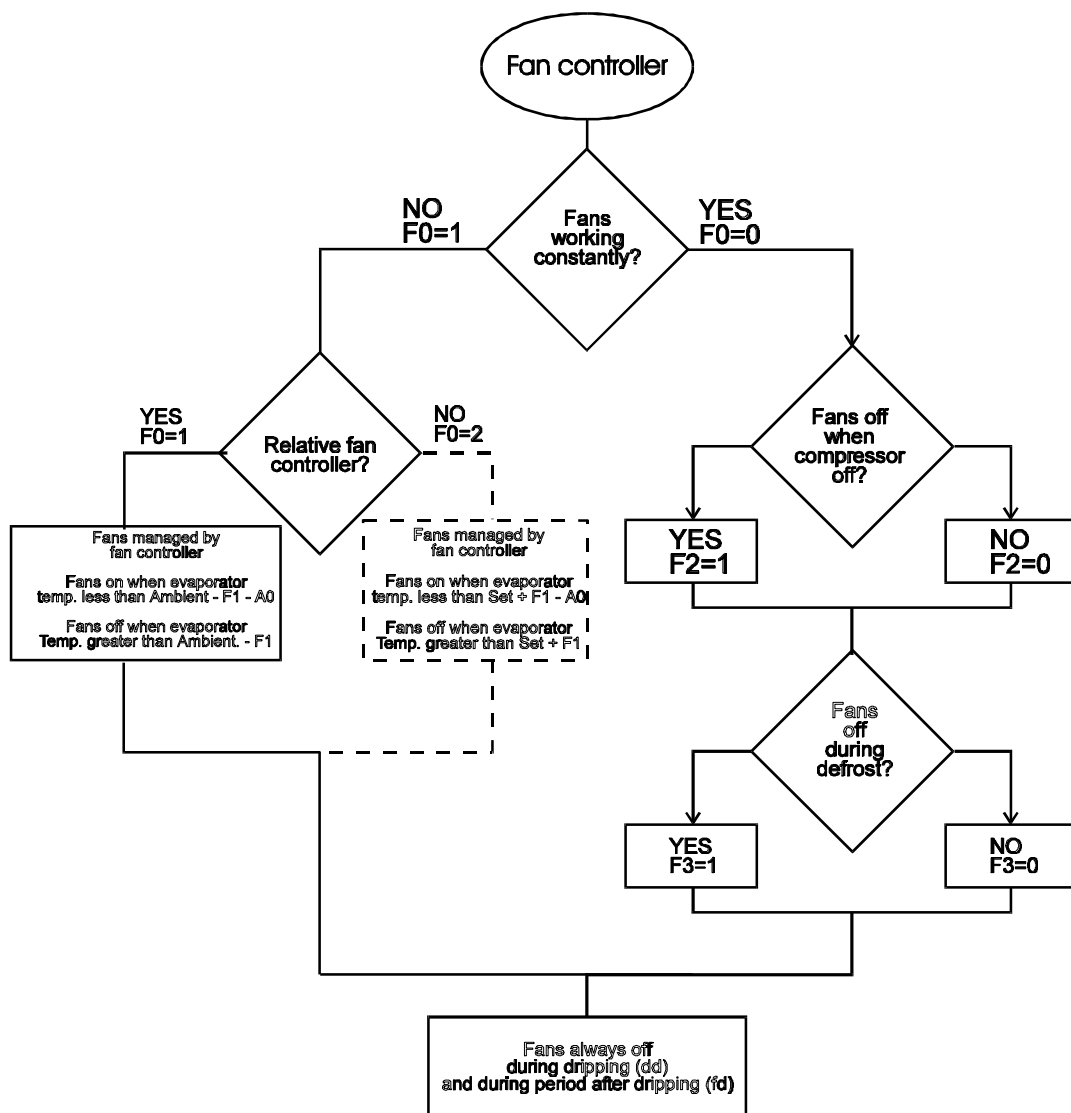 Fan controller
Fans
working
constantly?
NO
F0=1
YES
F0=0
Relative fan
controller?
YES
F0=1
NO
F0=2
Fans managed by
fan controller
Fans on when evaporator
temp. less than Ambient - F1 - A0
Fans off when evaporator
Temp. greater than Ambient. - F1
Fans managed by
fan controller
Fans on when evaporator
temp. less than Set + F1 - A0
Fans off when evaporator
Temp. greater than Set + F1
Fans off
when
compressor
off?
YES
F2=1
NO
F2=0
Fans
off
during
defrost?
YES
F3=1
NO
F3=0
Fans always off
during dripping (dd)
and during period after dripping (fd)